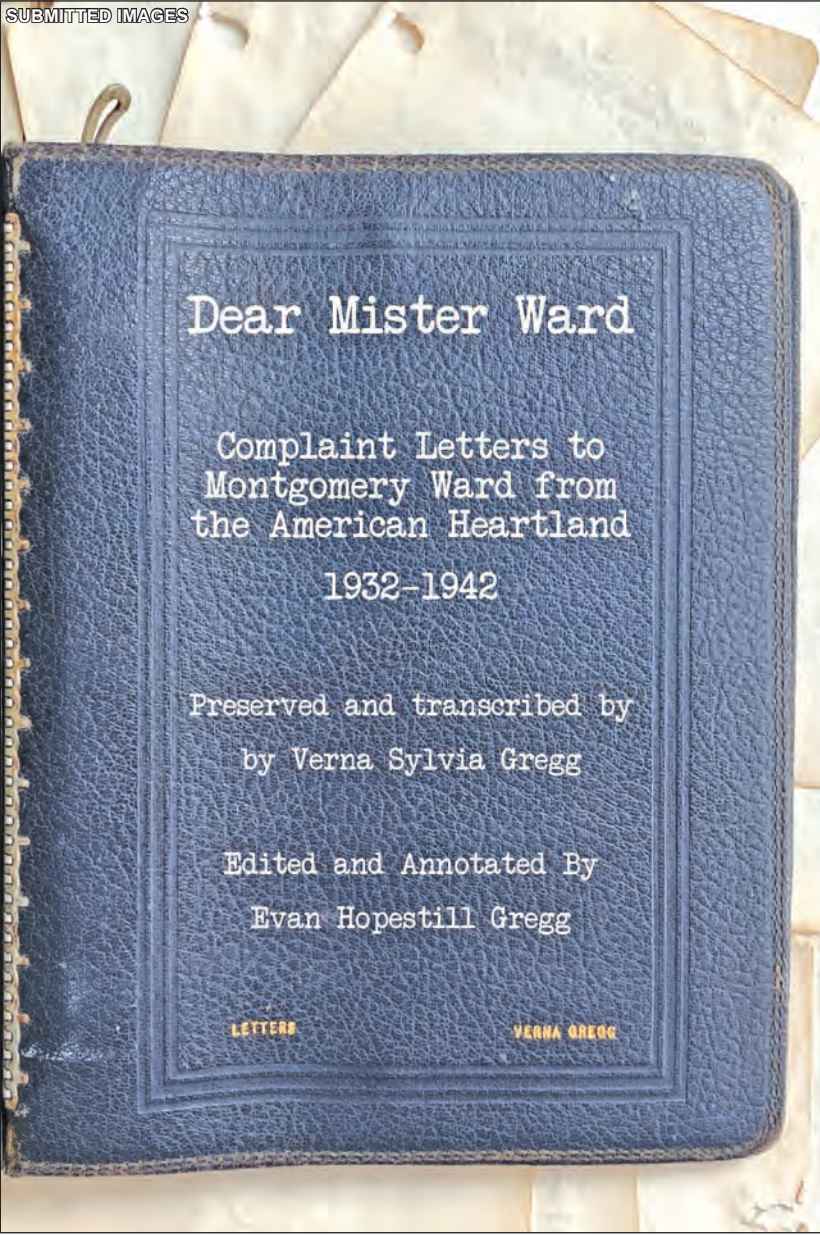 SUBMITTED IMAGES
Dear Mister Ward
Complaint Letters to
Montgomery Ward from
the American Heartland
1932–1942
Preserved and transcribed by
by Verna Sylvia Gregg
Edited and Annotated By
Evan Hopestill Gregg
LETTERS
VERNA GREGG